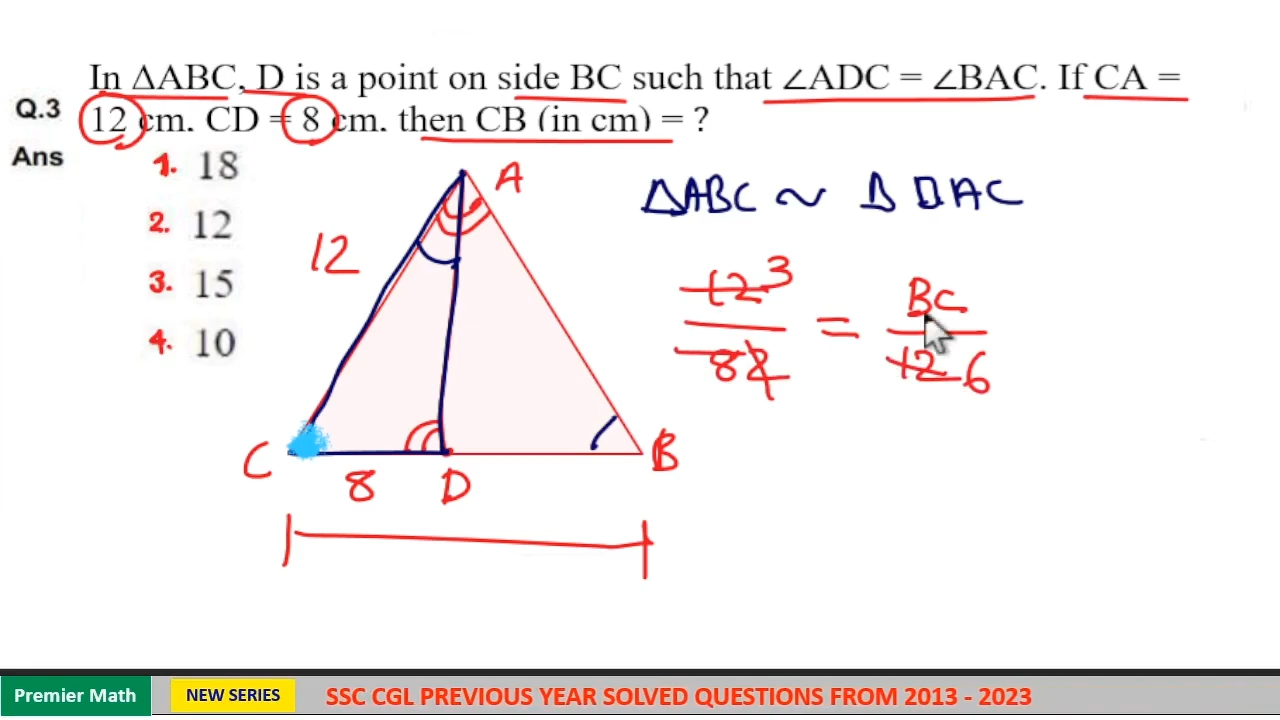 In ΔABC, D is a point on side BC such that ∠ADC = ∠BAC. If CA =
Q.3
12 cm. CD = 8 cm. then CB (in cm) = ?
Ans
1. 18
2. 12
3. 15
4. 10
A
ΔABC ~ ΔDAC
12
12 3
8 2
=
BC
12 6
C
8
D
B
Premier Math
NEW SERIES
SSC CGL PREVIOUS YEAR SOLVED QUESTIONS FROM 2013 - 2023